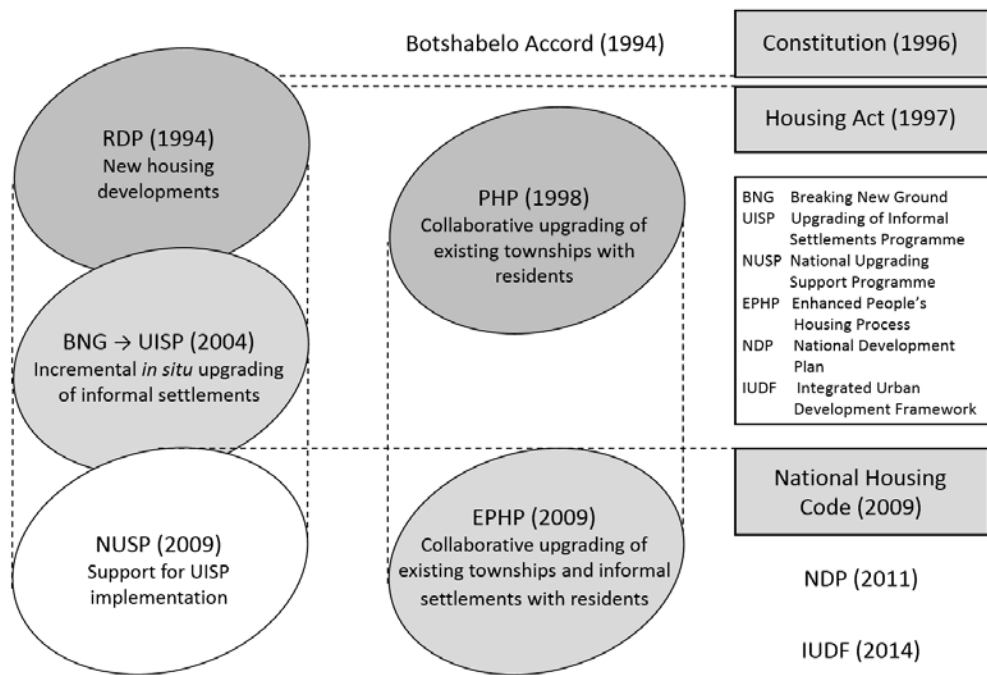 Botshabelo Accord (1994)
Constitution (1996)
Housing Act (1997)
RDP (1994)
New housing
developments
PHP (1998)
Collaborative upgrading of
existing townships with
residents
BNG → UISP (2004)
Incremental in situ upgrading
of informal settlements
BNG Breaking New Ground
UISP Upgrading of Informal
Settlements Programme
NUSP National Upgrading
Support Programme
EPHP Enhanced People’s
Housing Process
NDP National Development
Plan
IUDF Integrated Urban
Development Framework
NUSP (2009)
Support for UISP
implementation
EPHP (2009)
Collaborative upgrading of
existing townships and informal
settlements with residents
National Housing
Code (2009)
NDP (2011)
IUDF (2014)